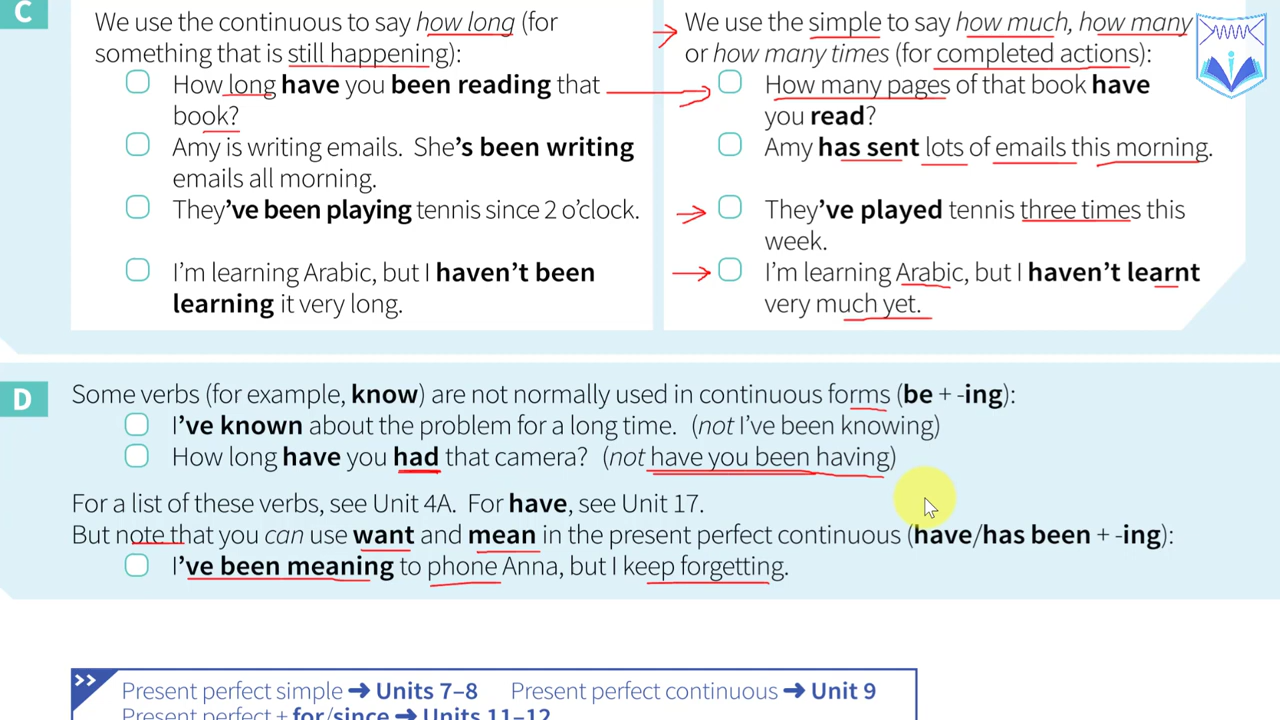 C
We use the continuous to say how long (for
something that is still happening):
How long have you been reading that
book?
Amy is writing emails. She's been writing
emails all morning.
They've been playing tennis since 2 o'clock.
I'm learning Arabic, but I haven't been
learning it very long.
We use the simple to say how much, how many
or how many times (for completed actions):
How many pages of that book have
you read?
Amy has sent lots of emails this morning.
They've played tennis three times this
week.
I'm learning Arabic, but I haven't learnt
very much yet.
D
Some verbs (for example, know) are not normally used in continuous forms (be + -ing):
I've known about the problem for a long time. (not I've been knowing)
How long have you had that camera? (not have you been having)
For a list of these verbs, see Unit 4A. For have, see Unit 17.
But note that you can use want and mean in the present perfect continuous (have/has been + -ing):
I've been meaning to phone Anna, but I keep forgetting.
>> Present perfect simple ➜ Units 7–8 Present perfect continuous ➜ Unit 9
Present perfect + for/since ➜ Units 11–12